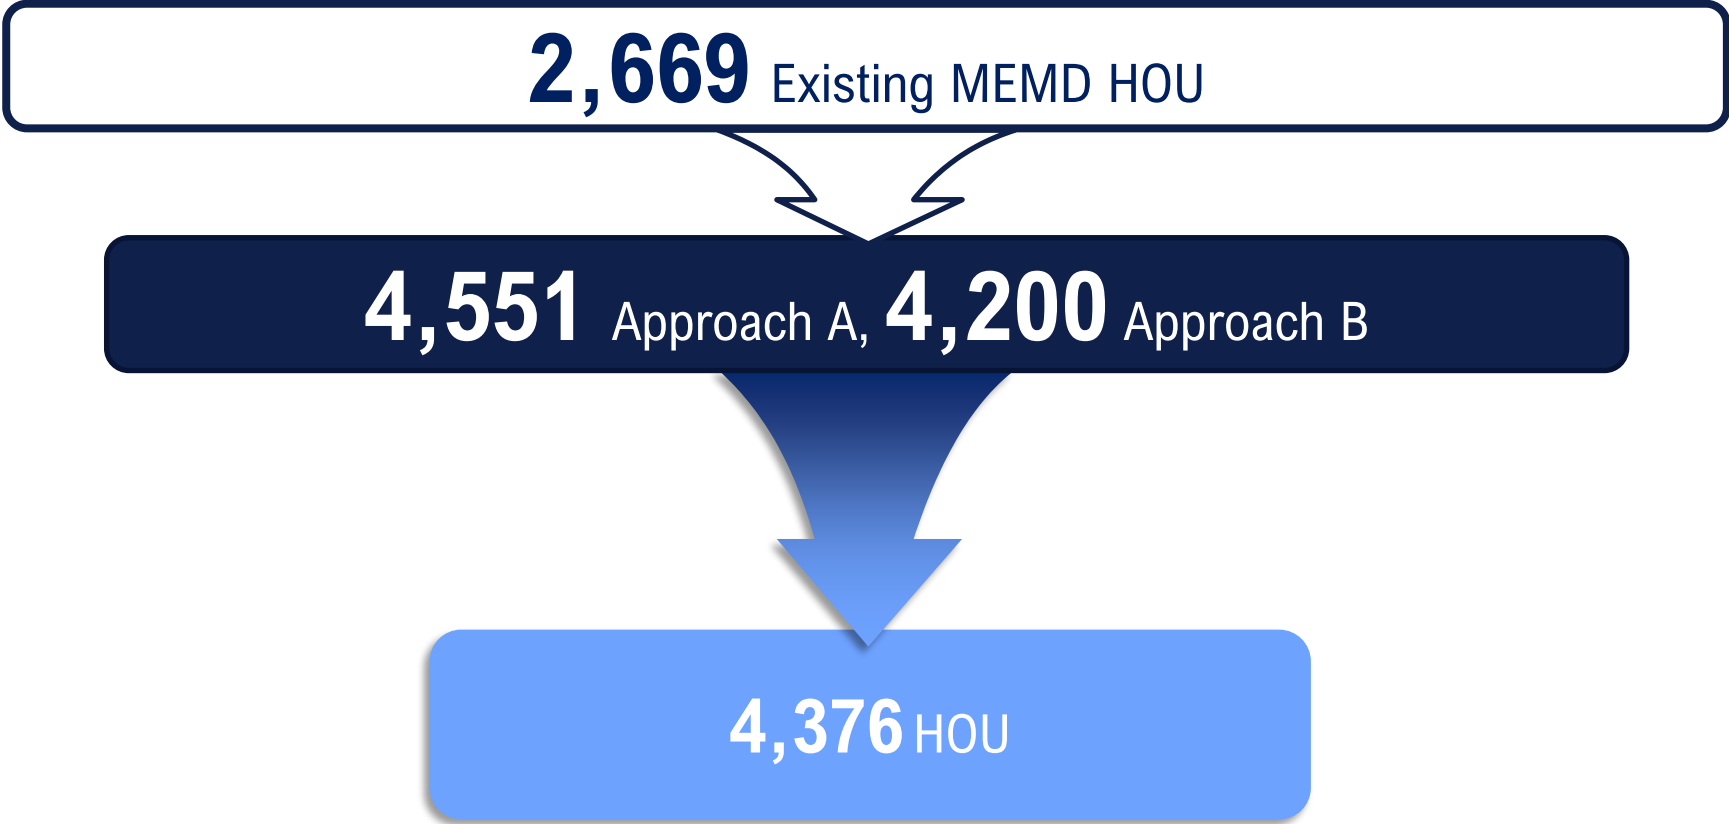 2,669 Existing MEMD HOU
4,551 Approach A, 4,200 Approach B
4,376 HOU